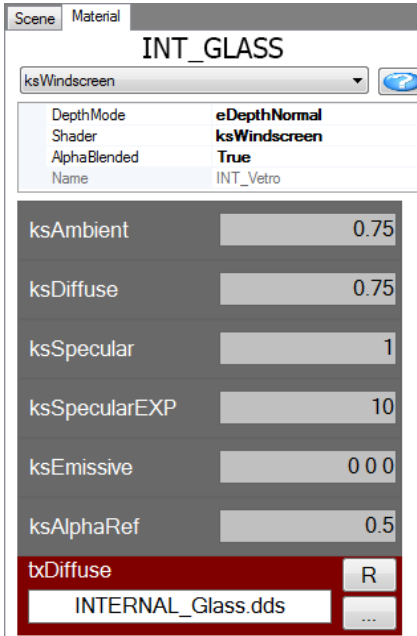 Scene Material
INT_GLASS
ksWindscreen ?
DepthMode eDepthNormal
Shader ksWindscreen
AlphaBlended True
Name INT_Vetro
ksAmbient 0.75
ksDiffuse 0.75
ksSpecular 1
ksSpecularEXP 10
ksEmissive 0 0 0
ksAlphaRef 0.5
txDiffuse R
INTERNAL_Glass.dds ...